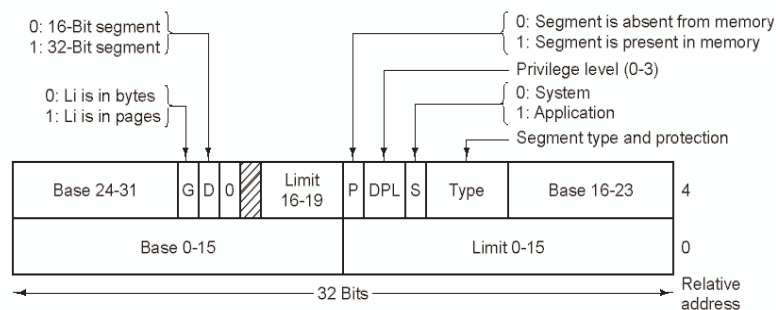 0: 16-Bit segment
1: 32-Bit segment
0: Li is in bytes
1: Li is in pages
0: Segment is absent from memory
1: Segment is present in memory
Privilege level (0-3)
0: System
1: Application
Segment type and protection
Base 24-31
G
D
0
Limit
16-19
P
DPL
S
Type
Base 16-23
4
Base 0-15
Limit 0-15
0
32 Bits
Relative
address